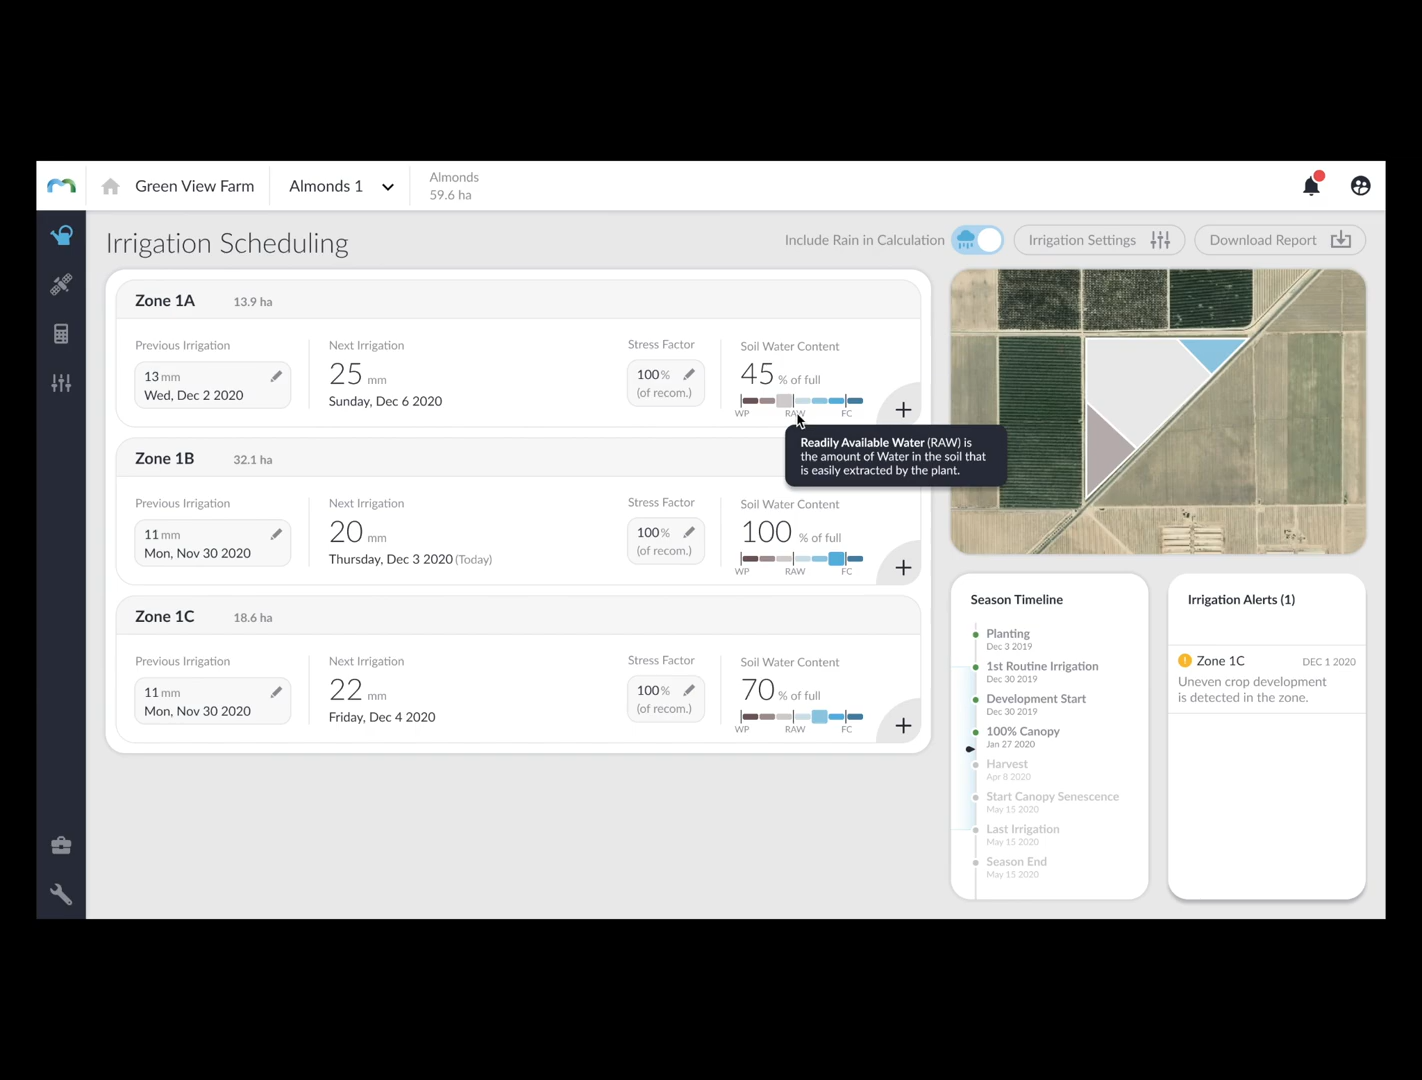 Green View Farm
Almonds 1
Almonds
59.6 ha
Irrigation Scheduling
Include Rain in Calculation
Irrigation Settings
Download Report
Zone 1A 13.9 ha
Previous Irrigation
13 mm
Wed, Dec 2 2020
Next Irrigation
25 mm
Sunday, Dec 6 2020
Stress Factor
100%
(of recom.)
Soil Water Content
45 % of full
WP RAW FC
Readily Available Water (RAW) is
the amount of Water in the soil that
is easily extracted by the plant.
Zone 1B 32.1 ha
Previous Irrigation
11 mm
Mon, Nov 30 2020
Next Irrigation
20 mm
Thursday, Dec 3 2020 (Today)
Stress Factor
100%
(of recom.)
Soil Water Content
100 % of full
WP RAW FC
Zone 1C 18.6 ha
Previous Irrigation
11 mm
Mon, Nov 30 2020
Next Irrigation
22 mm
Friday, Dec 4 2020
Stress Factor
100%
(of recom.)
Soil Water Content
70 % of full
WP RAW FC
Season Timeline
Planting
Dec 3 2019
1st Routine Irrigation
Dec 30 2019
Development Start
Dec 30 2019
100% Canopy
Jan 27 2020
Harvest
Apr 8 2020
Start Canopy Senescence
May 15 2020
Last Irrigation
May 15 2020
Season End
May 15 2020
Irrigation Alerts (1)
Zone 1C DEC 1 2020
Uneven crop development
is detected in the zone.